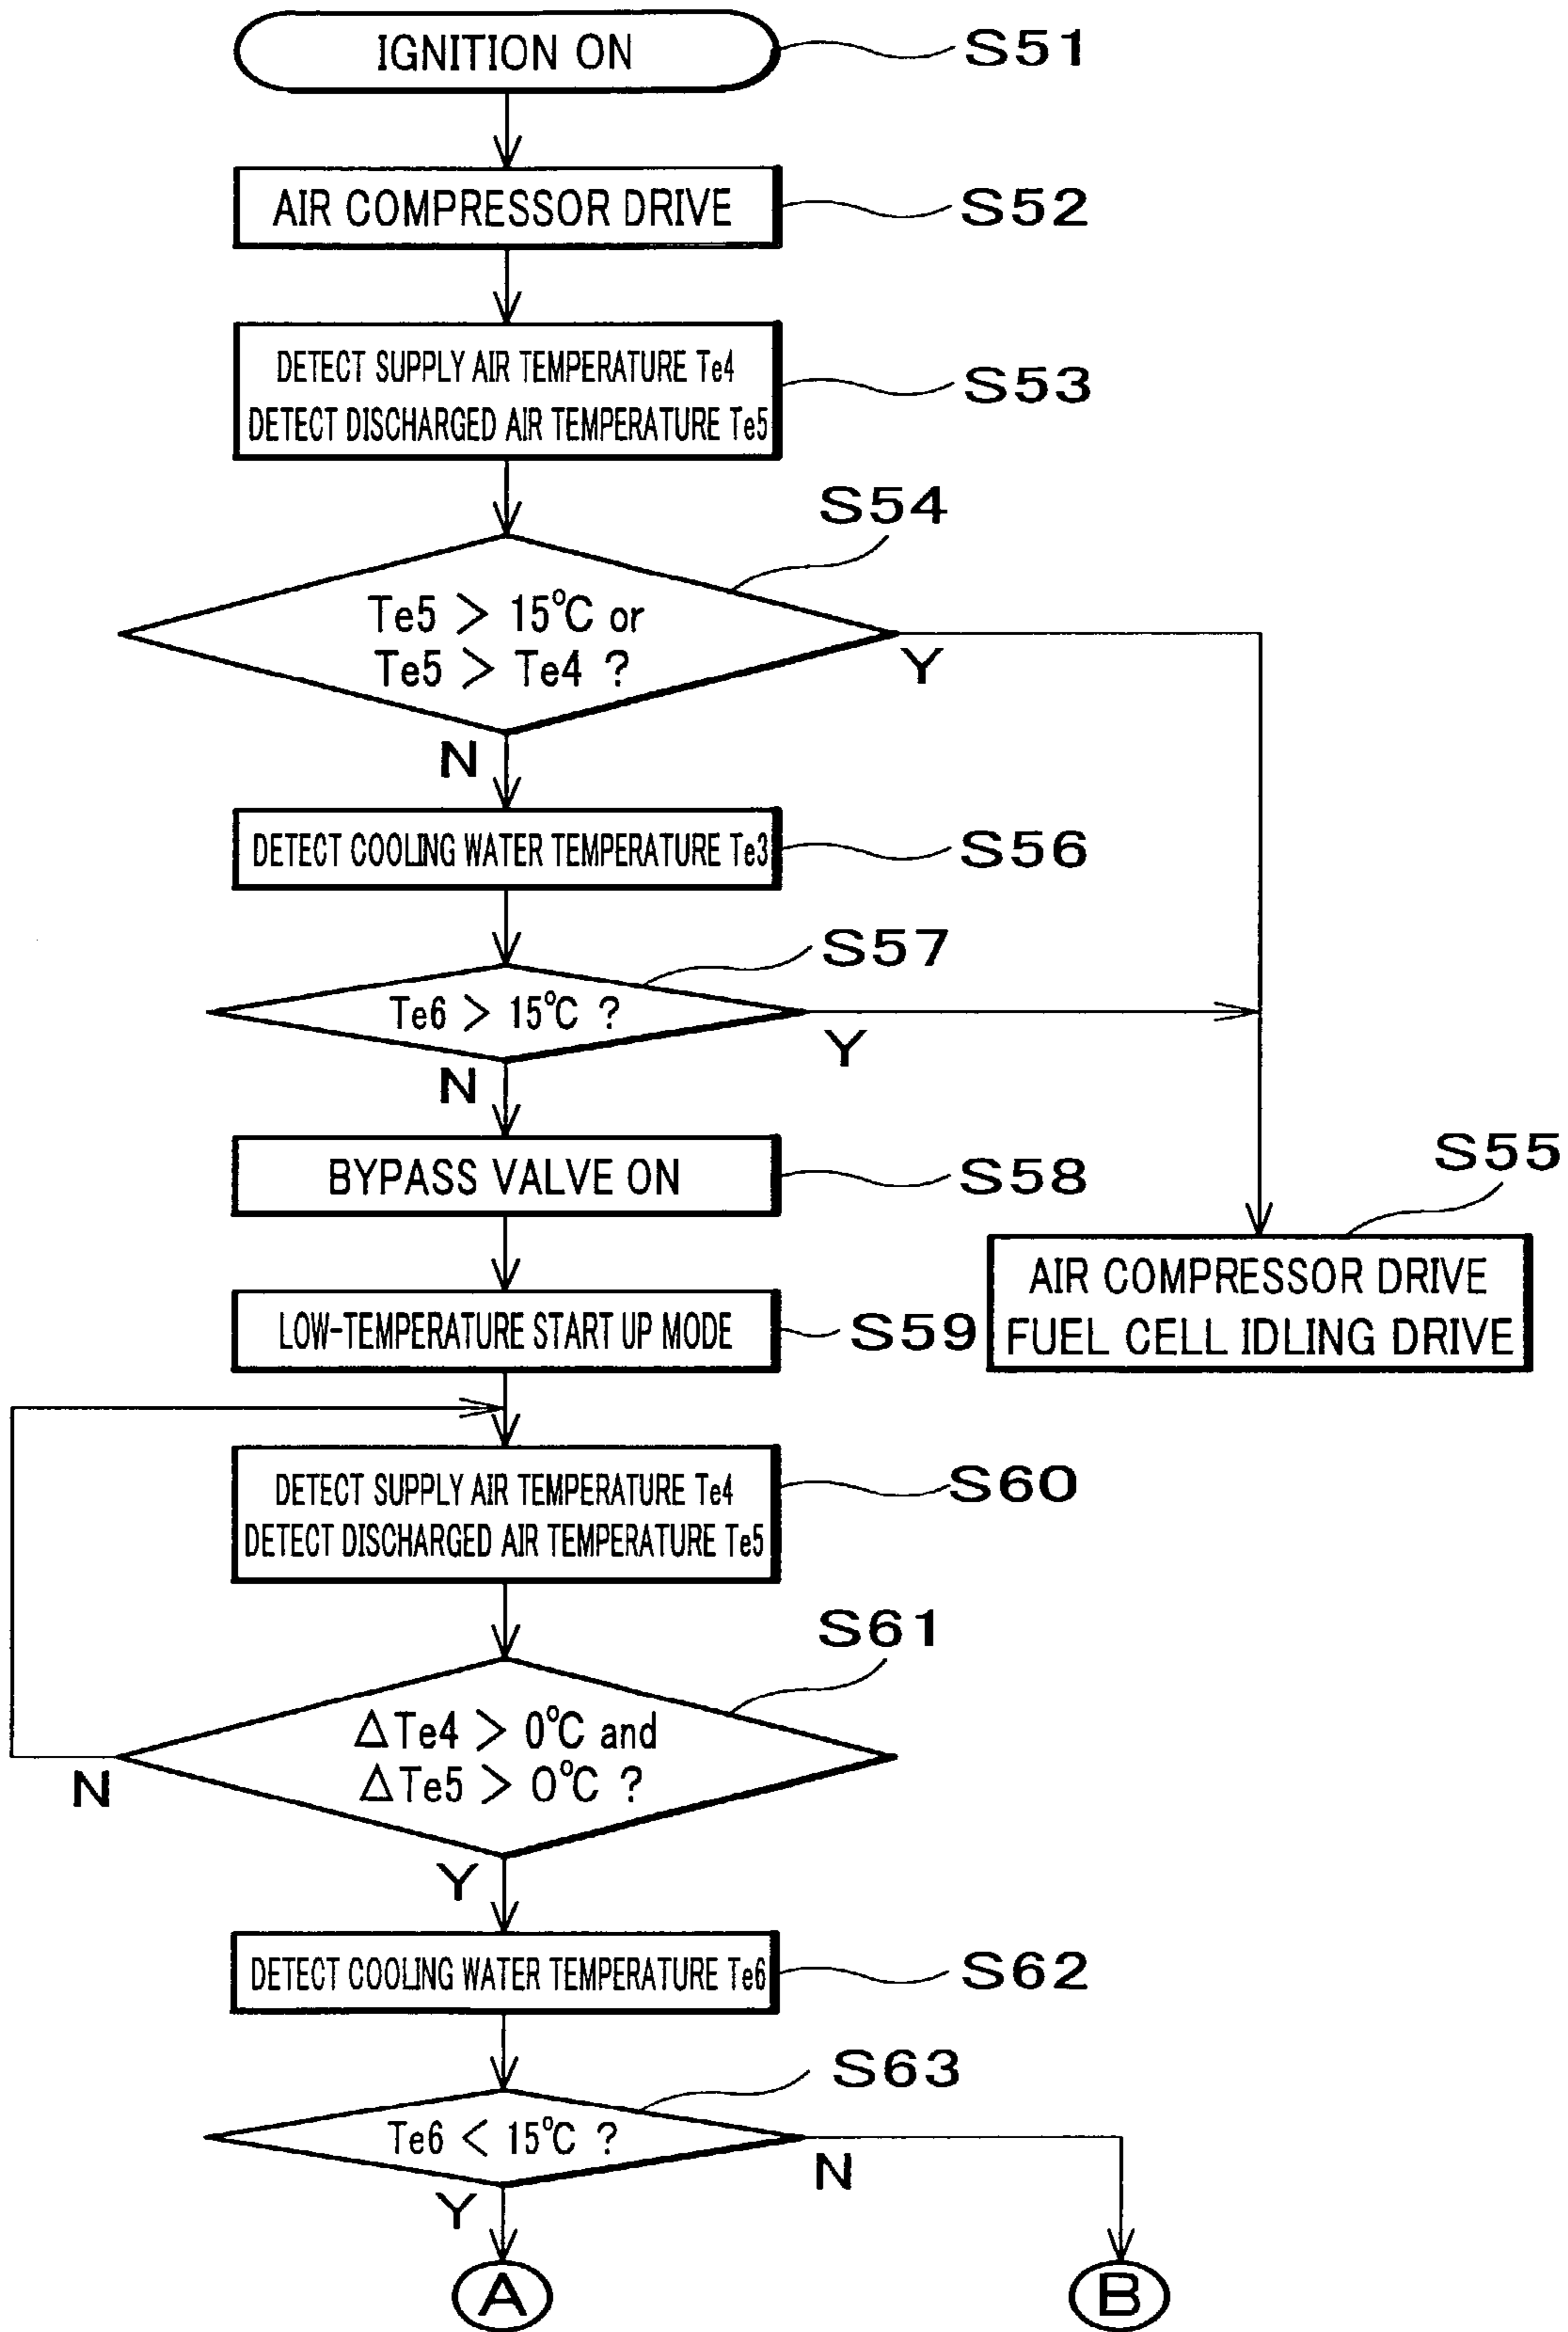 IGNITION ON
S51
AIR COMPRESSOR DRIVE
S52
DETECT SUPPLY AIR TEMPERATURE Te4
DETECT DISCHARGED AIR TEMPERATURE Te5
S53
S54
Te5 > 15°C or
Te5 > Te4 ?
Y
N
DETECT COOLING WATER TEMPERATURE Te3
S56
S57
Te6 > 15°C ?
Y
N
BYPASS VALVE ON
S58
S55
AIR COMPRESSOR DRIVE
FUEL CELL IDLING DRIVE
LOW-TEMPERATURE START UP MODE
S59
DETECT SUPPLY AIR TEMPERATURE Te4
DETECT DISCHARGED AIR TEMPERATURE Te5
S60
S61
△Te4 > 0°C and
△Te5 > 0°C ?
N
Y
DETECT COOLING WATER TEMPERATURE Te6
S62
S63
Te6 < 15°C ?
N
Y
A
B